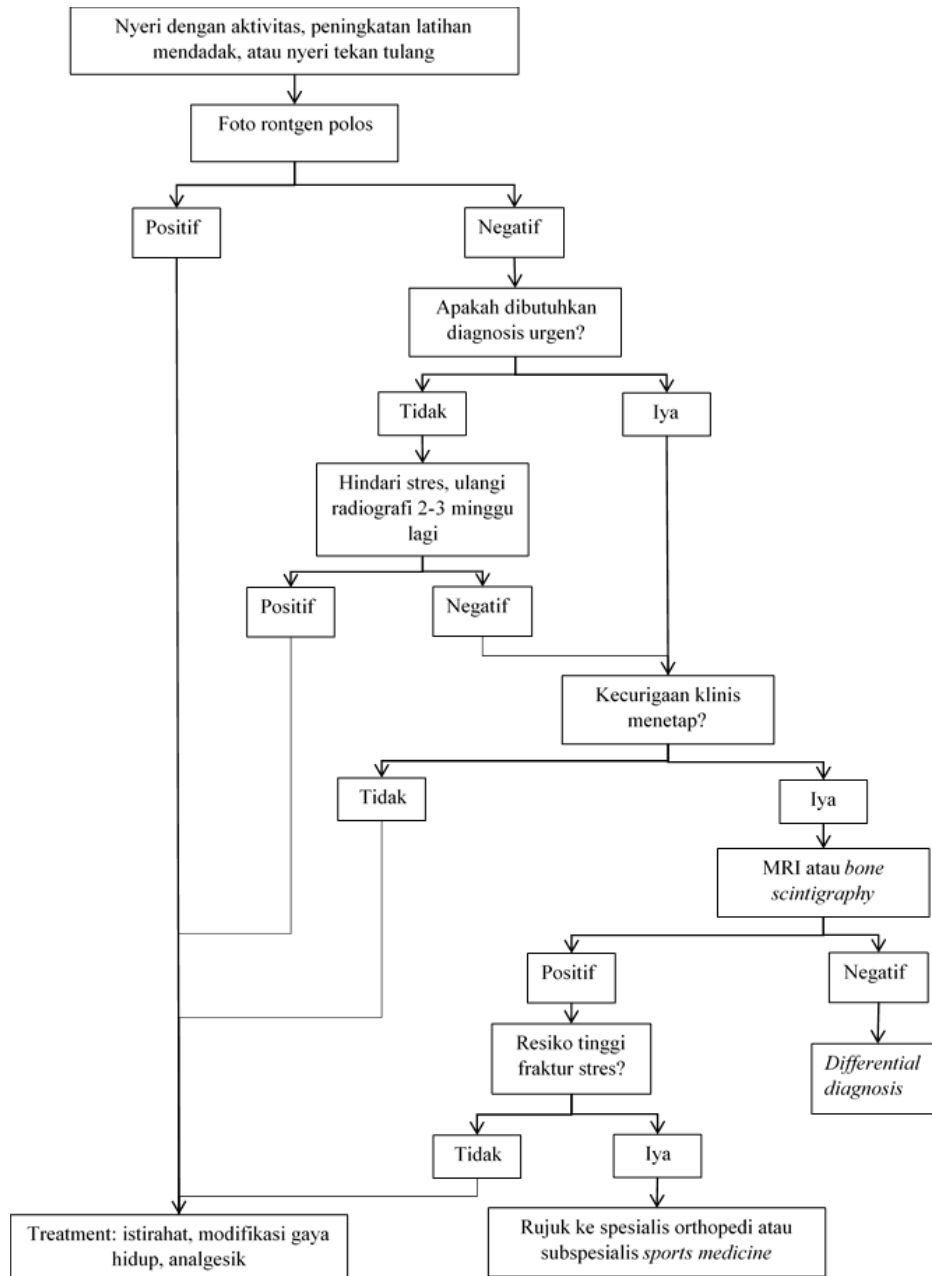 Nyeri dengan aktivitas, peningkatan latihan
mendadak, atau nyeri tekan tulang
Foto rontgen polos
Positif
Negatif
Apakah dibutuhkan
diagnosis urgen?
Tidak
Iya
Hindari stres, ulangi
radiografi 2-3 minggu
lagi
Positif
Negatif
Kecurigaan klinis
menetap?
Tidak
Iya
MRI atau bone
scintigraphy
Positif
Negatif
Resiko tinggi
fraktur stres?
Differential
diagnosis
Tidak
Iya
Treatment: istirahat, modifikasi gaya
hidup, analgesik
Rujuk ke spesialis orthopedi atau
subspesialis sports medicine